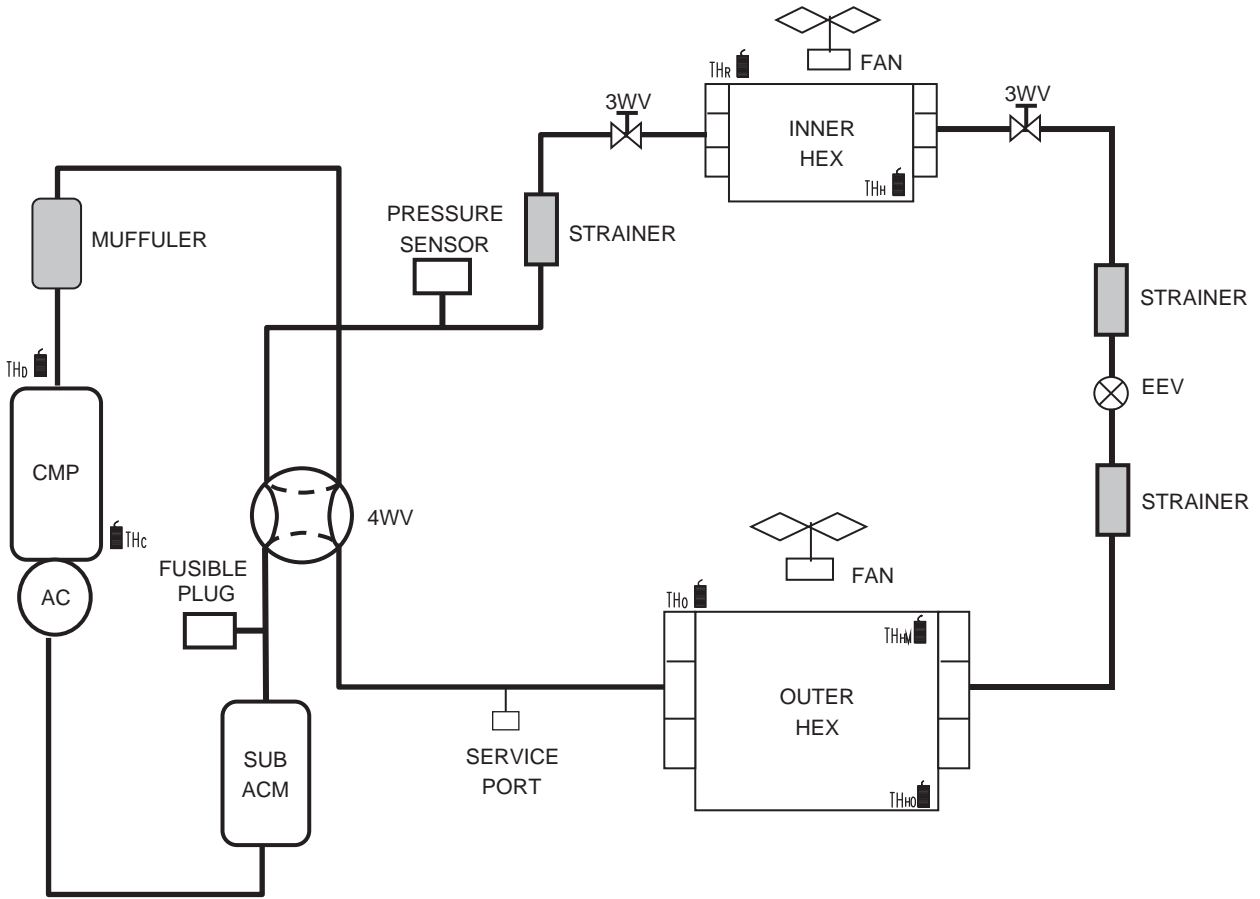 FAN
THR
3WV
3WV
INNER
HEX
THH
PRESSURE
SENSOR
STRAINER
MUFFULER
STRAINER
THD
EEV
CMP
STRAINER
4WV
THC
FUSIBLE
PLUG
FAN
AC
THO
THHM
OUTER
HEX
SUB
ACM
SERVICE
PORT
THHO